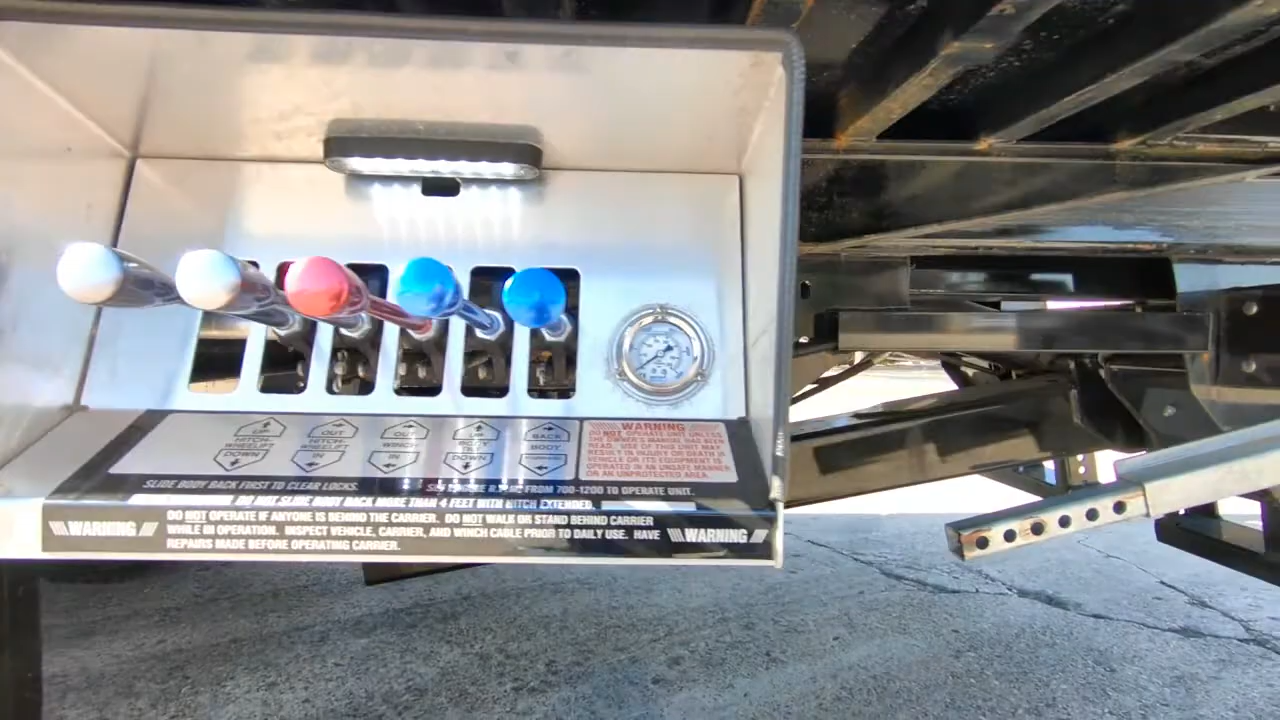 UP
HITCH-
WHEELIFT
DOWN
OUT
HITCH-
WHEELIFT
IN
OUT
WINCH
IN
UP
BODY
TILT
DOWN
BACK
BODY
WARNING
DO NOT OPERATE UNIT UNLESS
THE OWNER'S MANUAL HAS BEEN
READ. USE OF THIS UNIT MAY
RESULT IN INJURY OR DEATH IF
VEHICLE OR ITS EQUIPMENT IS
OPERATED IN AN UNSAFE MANNER
OR AN UNPROTECTED AREA.
SLIDE BODY BACK FIRST TO CLEAR LOCKS.
FROM 700-1200 TO OPERATE UNIT.
DO NOT SLIDE BODY BACK MORE THAN 4 FEET WITH HITCH EXTENDED.
WARNING
DO NOT OPERATE IF ANYONE IS BEHIND THE CARRIER. DO NOT WALK OR STAND BEHIND CARRIER
WHILE IN OPERATION. INSPECT VEHICLE, CARRIER, AND WINCH CABLE PRIOR TO DAILY USE. HAVE
REPAIRS MADE BEFORE OPERATING CARRIER.
WARNING